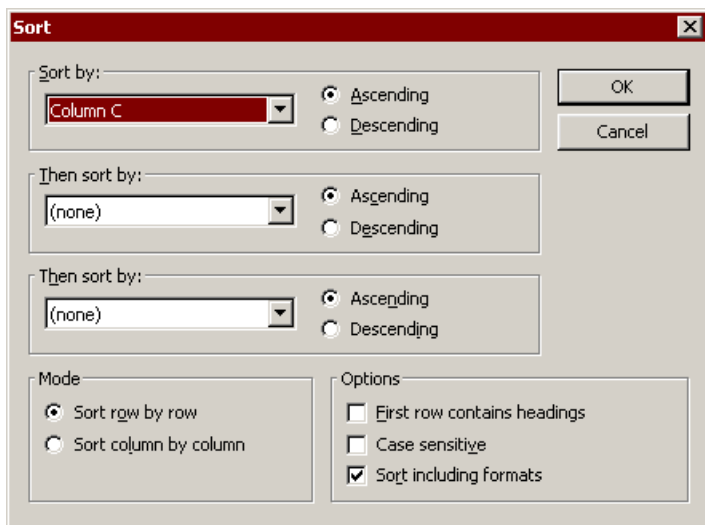 Sort
Sort by:
Column C
Ascending
Descending
OK
Cancel
Then sort by:
(none)
Ascending
Descending
Then sort by:
(none)
Ascending
Descending
Mode
Sort row by row
Sort column by column
Options
First row contains headings
Case sensitive
Sort including formats